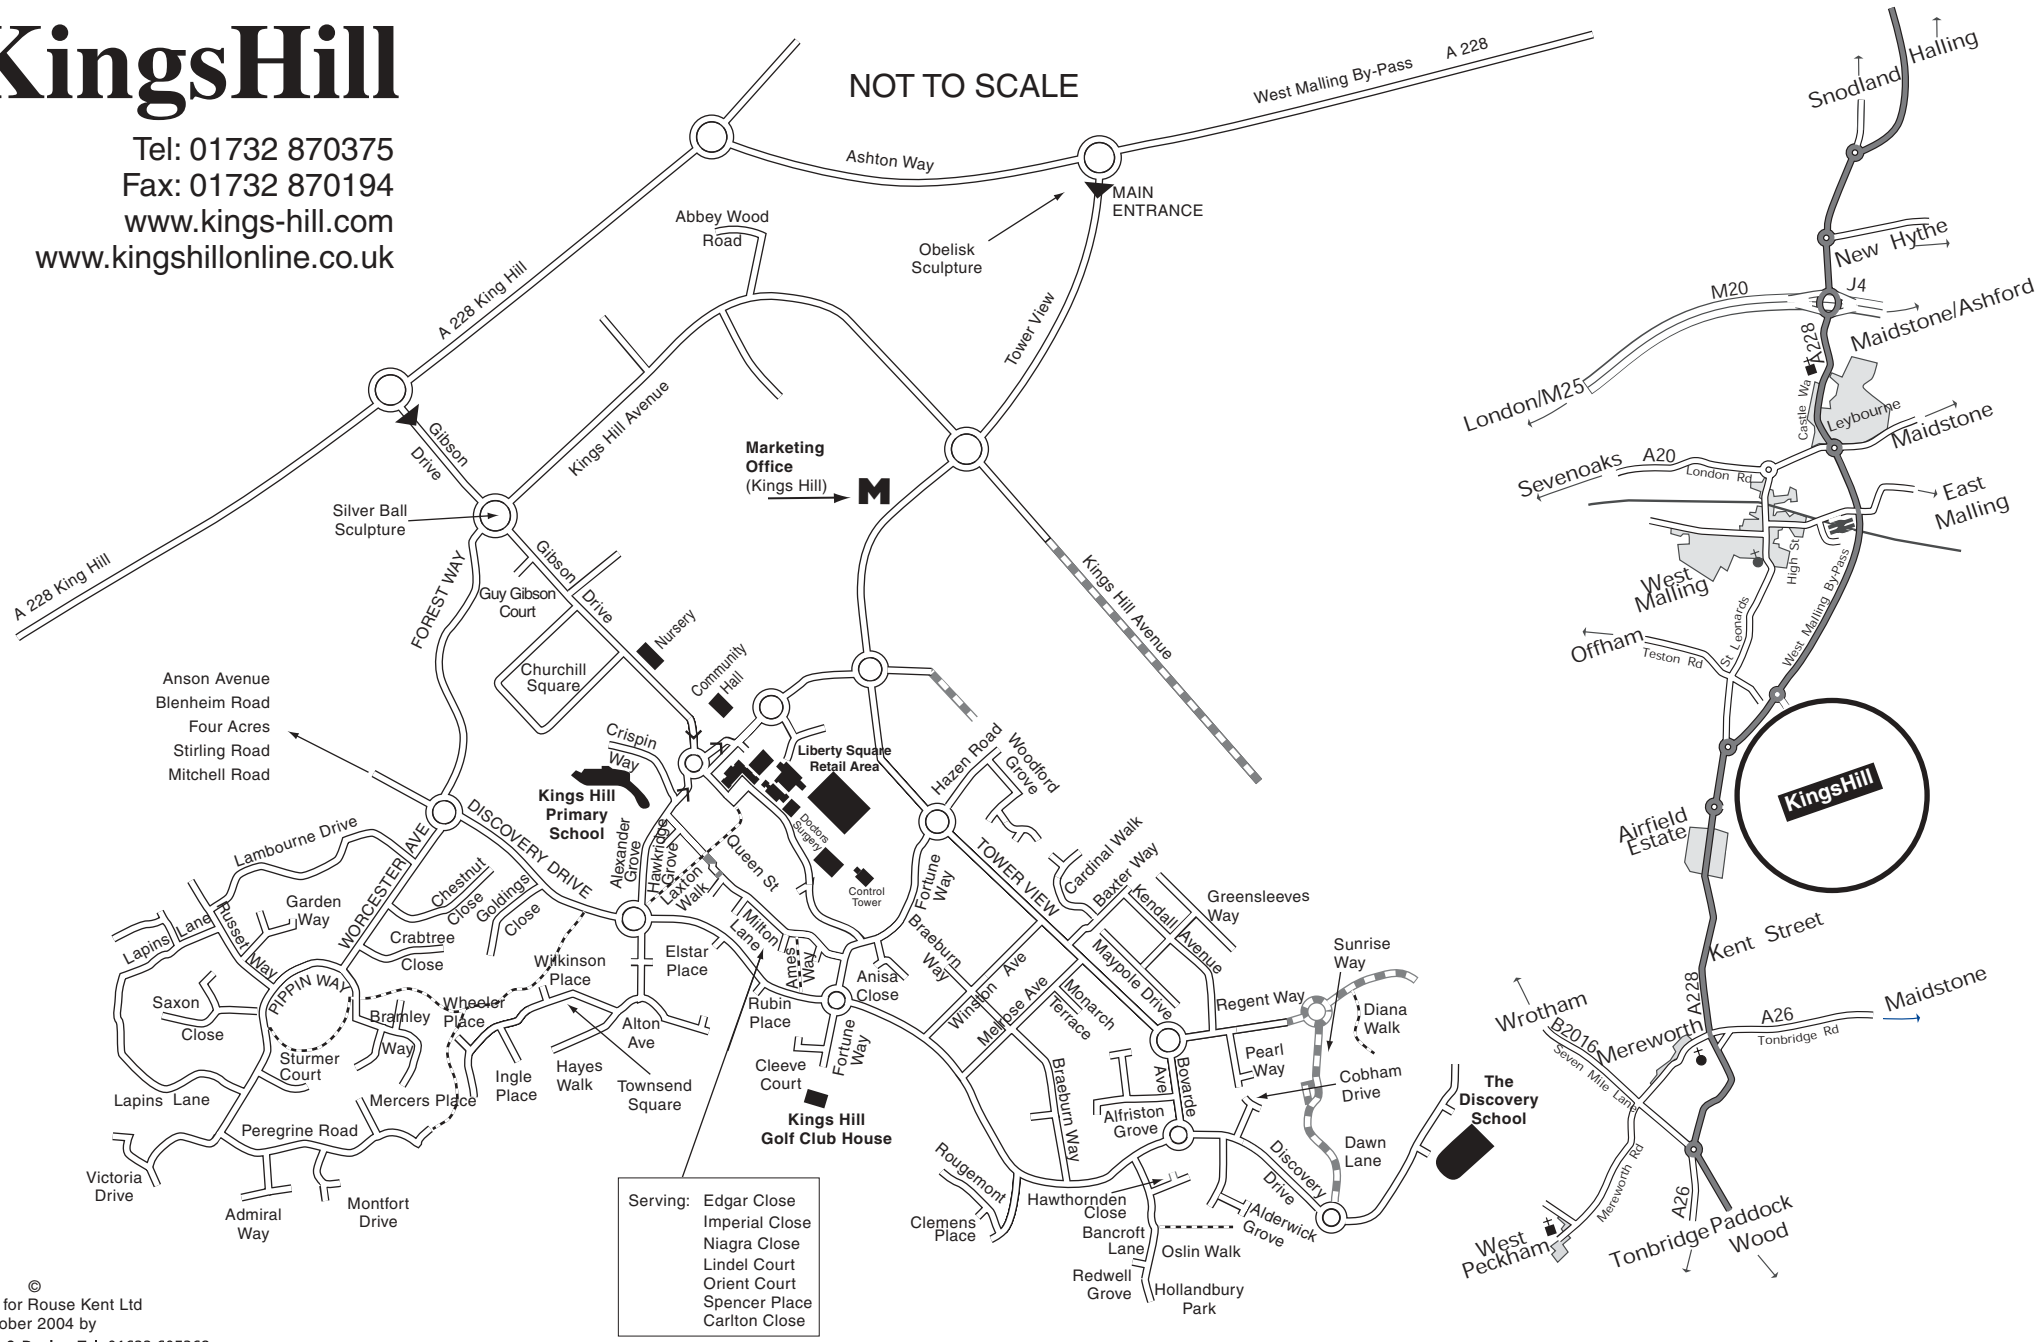 KingsHill
Tel: 01732 870375
Fax: 01732 870194
www.kings-hill.com
www.kingshillonline.co.uk
NOT TO SCALE
West Malling By-Pass
A 228
Ashton Way
MAIN
ENTRANCE
Obelisk
Sculpture
Abbey Wood
Road
A 228 King Hill
Tower View
Kings Hill Avenue
Gibson
Drive
Marketing
Office
(Kings Hill)
M
Silver Ball
Sculpture
A 228 King Hill
FOREST WAY
Gibson
Drive
Guy Gibson
Court
Churchill
Square
Nursery
Community
Hall
Kings Hill Avenue
Anson Avenue
Blenheim Road
Four Acres
Stirling Road
Mitchell Road
Crispin
Way
Liberty Square
Retail Area
Kings Hill
Primary
School
Doctors
Surgery
Control
Tower
Hazen Road
Woodford
Grove
DISCOVERY DRIVE
Alexander
Grove
Hawkridge
Grove
Laxton
Walk
Queen St
Fortune
Way
TOWER VIEW
Cardinal Walk
Baxter Way
Kendall
Avenue
Greensleeves
Way
Lambourne Drive
WORCESTER AVE
Chestnut
Close
Goldings
Close
Garden
Way
Russet
Way
Lapins Lane
Crabtree
Close
Saxon
Close
PIPPIN WAY
Wilkinson
Place
Wheeler
Place
Elstar
Place
Milton
Lane
Ames
Way
Anisa
Close
Braeburn
Way
Winston
Ave
Melrose Ave
Monarch
Terrace
Maypole Drive
Regent Way
Sunrise
Way
Diana
Walk
Bramley
Way
Sturmer
Court
Mercers Place
Ingle
Place
Hayes
Walk
Alton
Ave
Townsend
Square
Rubin
Place
Cleeve
Court
Fortune
Way
Kings Hill
Golf Club House
Lapins Lane
Peregrine Road
Victoria
Drive
Admiral
Way
Montfort
Drive
Braeburn Way
Bovarde
Ave
Pearl
Way
Cobham
Drive
Alfriston
Grove
Dawn
Lane
The
Discovery
School
Discovery
Drive
Rougemont
Clemens
Place
Hawthornden
Close
Bancroft
Lane
Oslin Walk
Alderwick
Grove
Redwell
Grove
Hollandbury
Park
Serving:
Edgar Close
Imperial Close
Niagra Close
Lindel Court
Orient Court
Spencer Place
Carlton Close
©
for Rouse Kent Ltd
ober 2004 by
Halling
Snodland
New Hythe
M20
J4
Maidstone/Ashford
A228
London/M25
Castle Wa
Leybourne
Maidstone
Sevenoaks
A20
London Rd
East
Malling
West
Malling
High St
St Leonards
West Malling By-Pass
Offham
Teston Rd
KingsHill
Airfield
Estate
Kent Street
A228
Wrotham
B2016
Seven Mile Lane
Mereworth
A26
Tonbridge Rd
Maidstone
Mereworth Rd
A26
West
Peckham
Tonbridge
Paddock
Wood